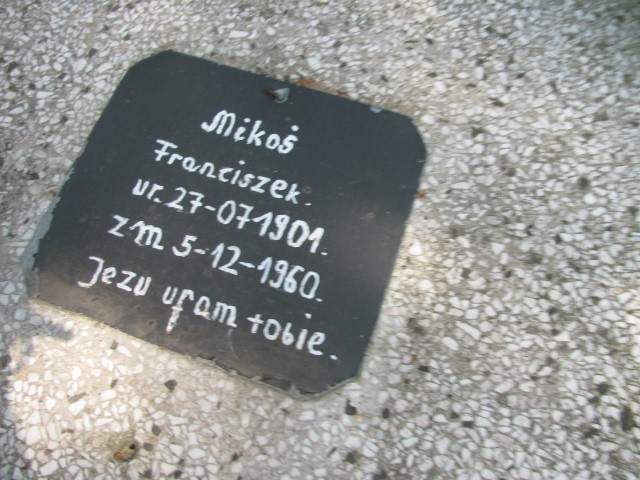 Mikoś
Franciszek.
ur. 27-07 1901.
zm 5-12-1960.
Jezu ufam tobie.